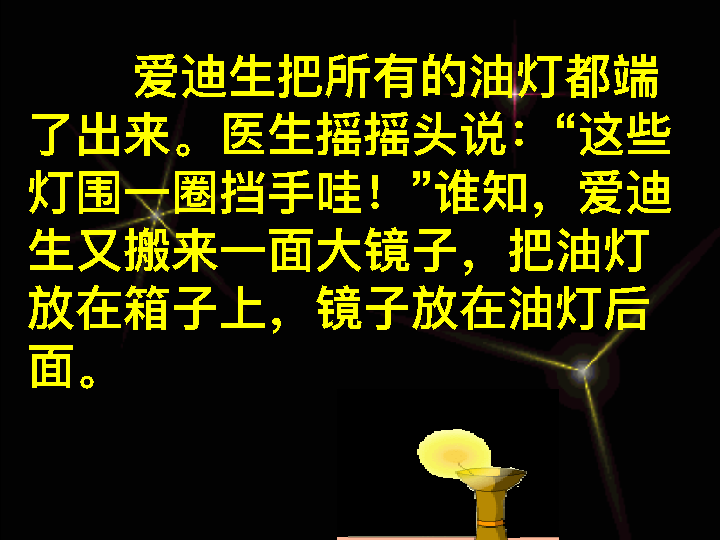 爱迪生把所有的油灯都端
了出来。医生摇摇头说：“这些
灯围一圈挡手哇！”谁知，爱迪
生又搬来一面大镜子，把油灯
放在箱子上，镜子放在油灯后
面。